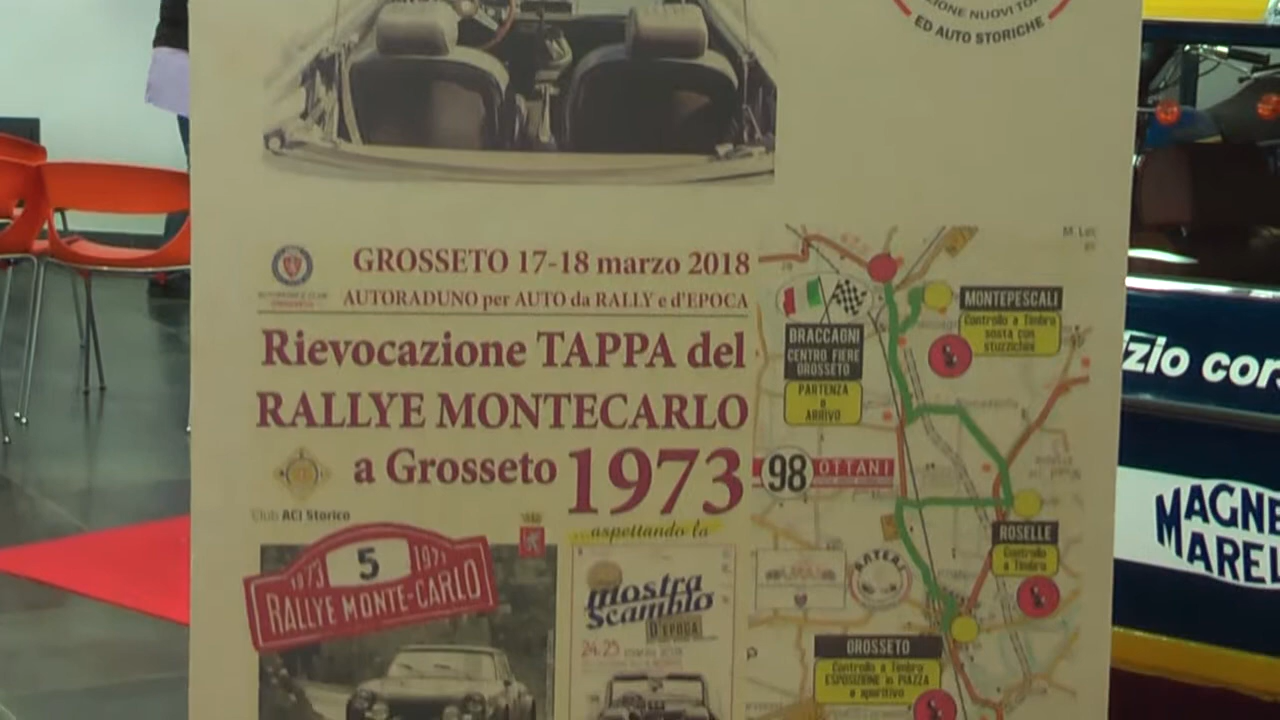 ED AUTO STORICHE
GROSSETO 17-18 marzo 2018
AUTORADUNO per AUTO da RALLY e d'EPOCA
Rievocazione TAPPA del
RALLYE MONTECARLO
a Grosseto 1973
Club ACI Storico
aspettando la
5
1973 1971
RALLYE MONTE-CARLO
mostra
scambio
D'EPOCA
24.25
MONTEPESCALI
Controllo a Timbro
sosta con
stuzzichini
BRACCAGNI
CENTRO FIERE
GROSSETO
PARTENZA
e
ARRIVO
98 OTTANI
ROSELLE
Controllo
a Timbro
GROSSETO
Controllo a Timbro
ESPOSIZIONE in PIAZZA
e aperitivo
zio cor
MAGNE
MAREL